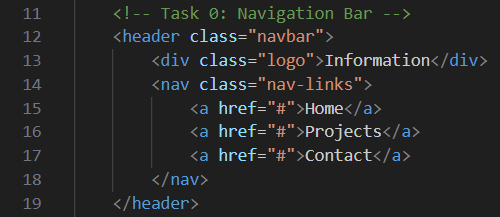 11 <!-- Task 0: Navigation Bar -->
12 <header class="navbar">
13 <div class="logo">Information</div>
14 <nav class="nav-links">
15 <a href="#">Home</a>
16 <a href="#">Projects</a>
17 <a href="#">Contact</a>
18 </nav>
19 </header>